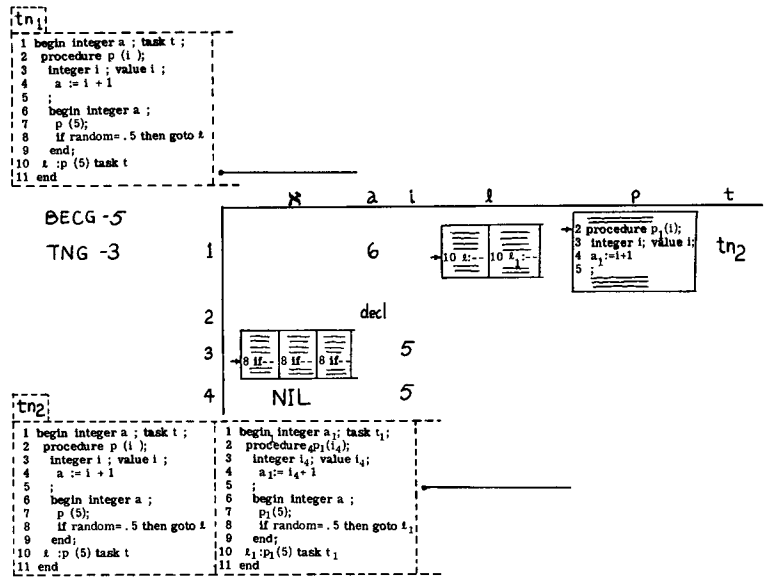 tn1
1 begin integer a ; task t ;
2 procedure p (i );
3 integer i ; value i ;
4 a := i + 1
5 ;
6 begin integer a ;
7 p (5);
8 if random= . 5 then goto ℓ
9 end;
10 ℓ :p (5) task t
11 end
א a i ℓ p t
BECG -5
TNG -3
1 6 tn2
10 ℓ:-- 10 ℓ1:--
2 procedure p1(i);
3 integer i; value i;
4 a1:=i+1
5 ;
2 decl
3 5
8 if-- 8 if-- 8 if--
4 NIL 5
tn2
1 begin integer a ; task t ;
2 procedure p (i );
3 integer i ; value i ;
4 a := i + 1
5 ;
6 begin integer a ;
7 p (5);
8 if random= . 5 then goto ℓ
9 end;
10 ℓ :p (5) task t
11 end
1 begin1 integer a1; task t1;
2 procedure4p1(i4);
3 integer i4; value i4;
4 a1:= i4+ 1
5 ;
6 begin integer a ;
7 p1(5);
8 if random= . 5 then goto ℓ1
9 end;
10 ℓ1:p1(5) task t1
11 end